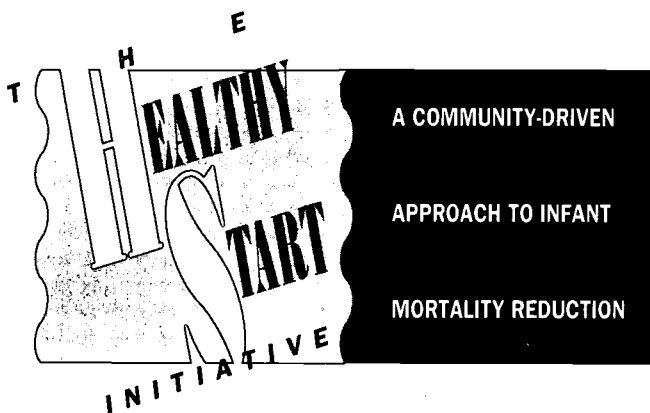 THE
HEALTHY
START
INITIATIVE
A COMMUNITY-DRIVEN
APPROACH TO INFANT
MORTALITY REDUCTION